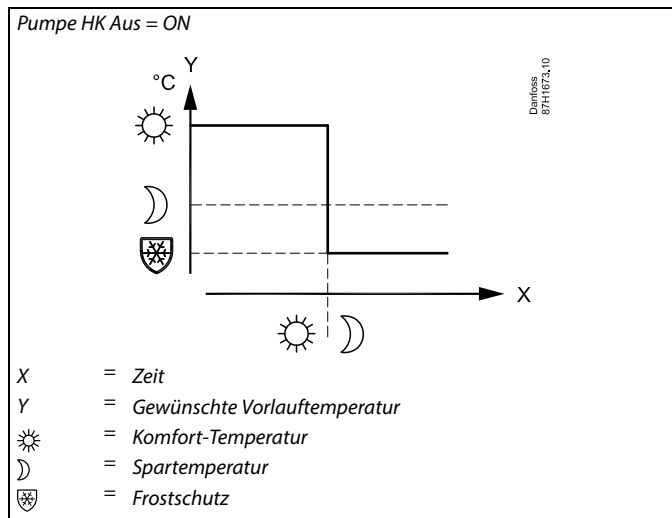 Pumpe HK Aus = ON
Y
°C
Danfoss
87H1673.10
X
X = Zeit
Y = Gewünschte Vorlauftemperatur
= Komfort-Temperatur
= Spartemperatur
= Frostschutz